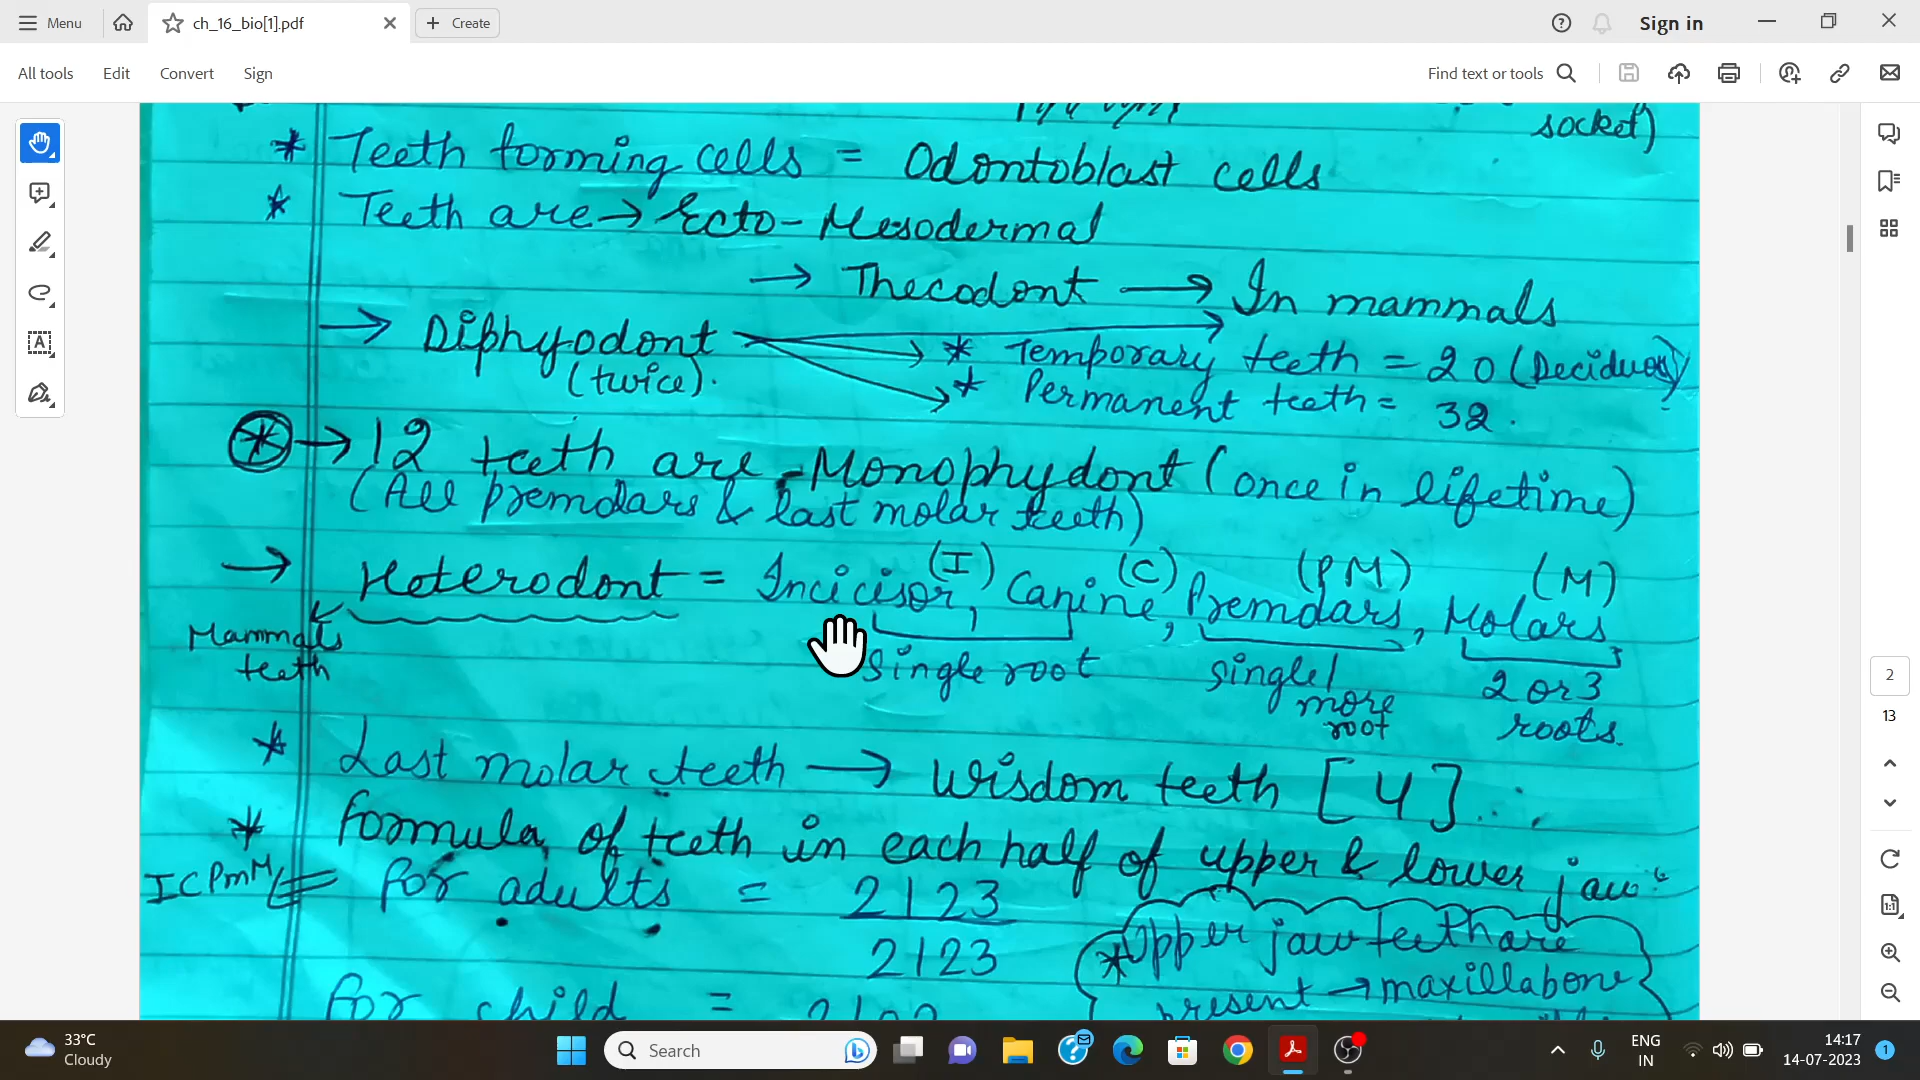 Menu
ch_16_bio[1].pdf
Create
Sign in
All tools
Edit
Convert
Sign
Find text or tools
socket)
* Teeth forming cells = Odontoblast cells
* Teeth are → Ecto-Mesodermal
→ Thecodont → In mammals
→ Diphyodont
(twice).
* Temporary teeth = 20 (Deciduous)
* Permanent teeth = 32.
* → 12 teeth are - Monophydont (once in lifetime)
(All premolars & last molar teeth)
(I) (C) (PM) (M)
→ Heterodont = Incicisor, Canine, Premolars, Molars
Mammals
teeth
single root
single/
more
root
2 or 3
roots.
* Last molar teeth → Wisdom teeth [4]...
* formula of teeth in each half of upper & lower jaw:
ICPmM
for adults = 2123
2123
* Upper jaw teeth are
present → maxilla bone
for child =
2
13
33°C
Cloudy
Search
ENG
IN
14:17
14-07-2023
1